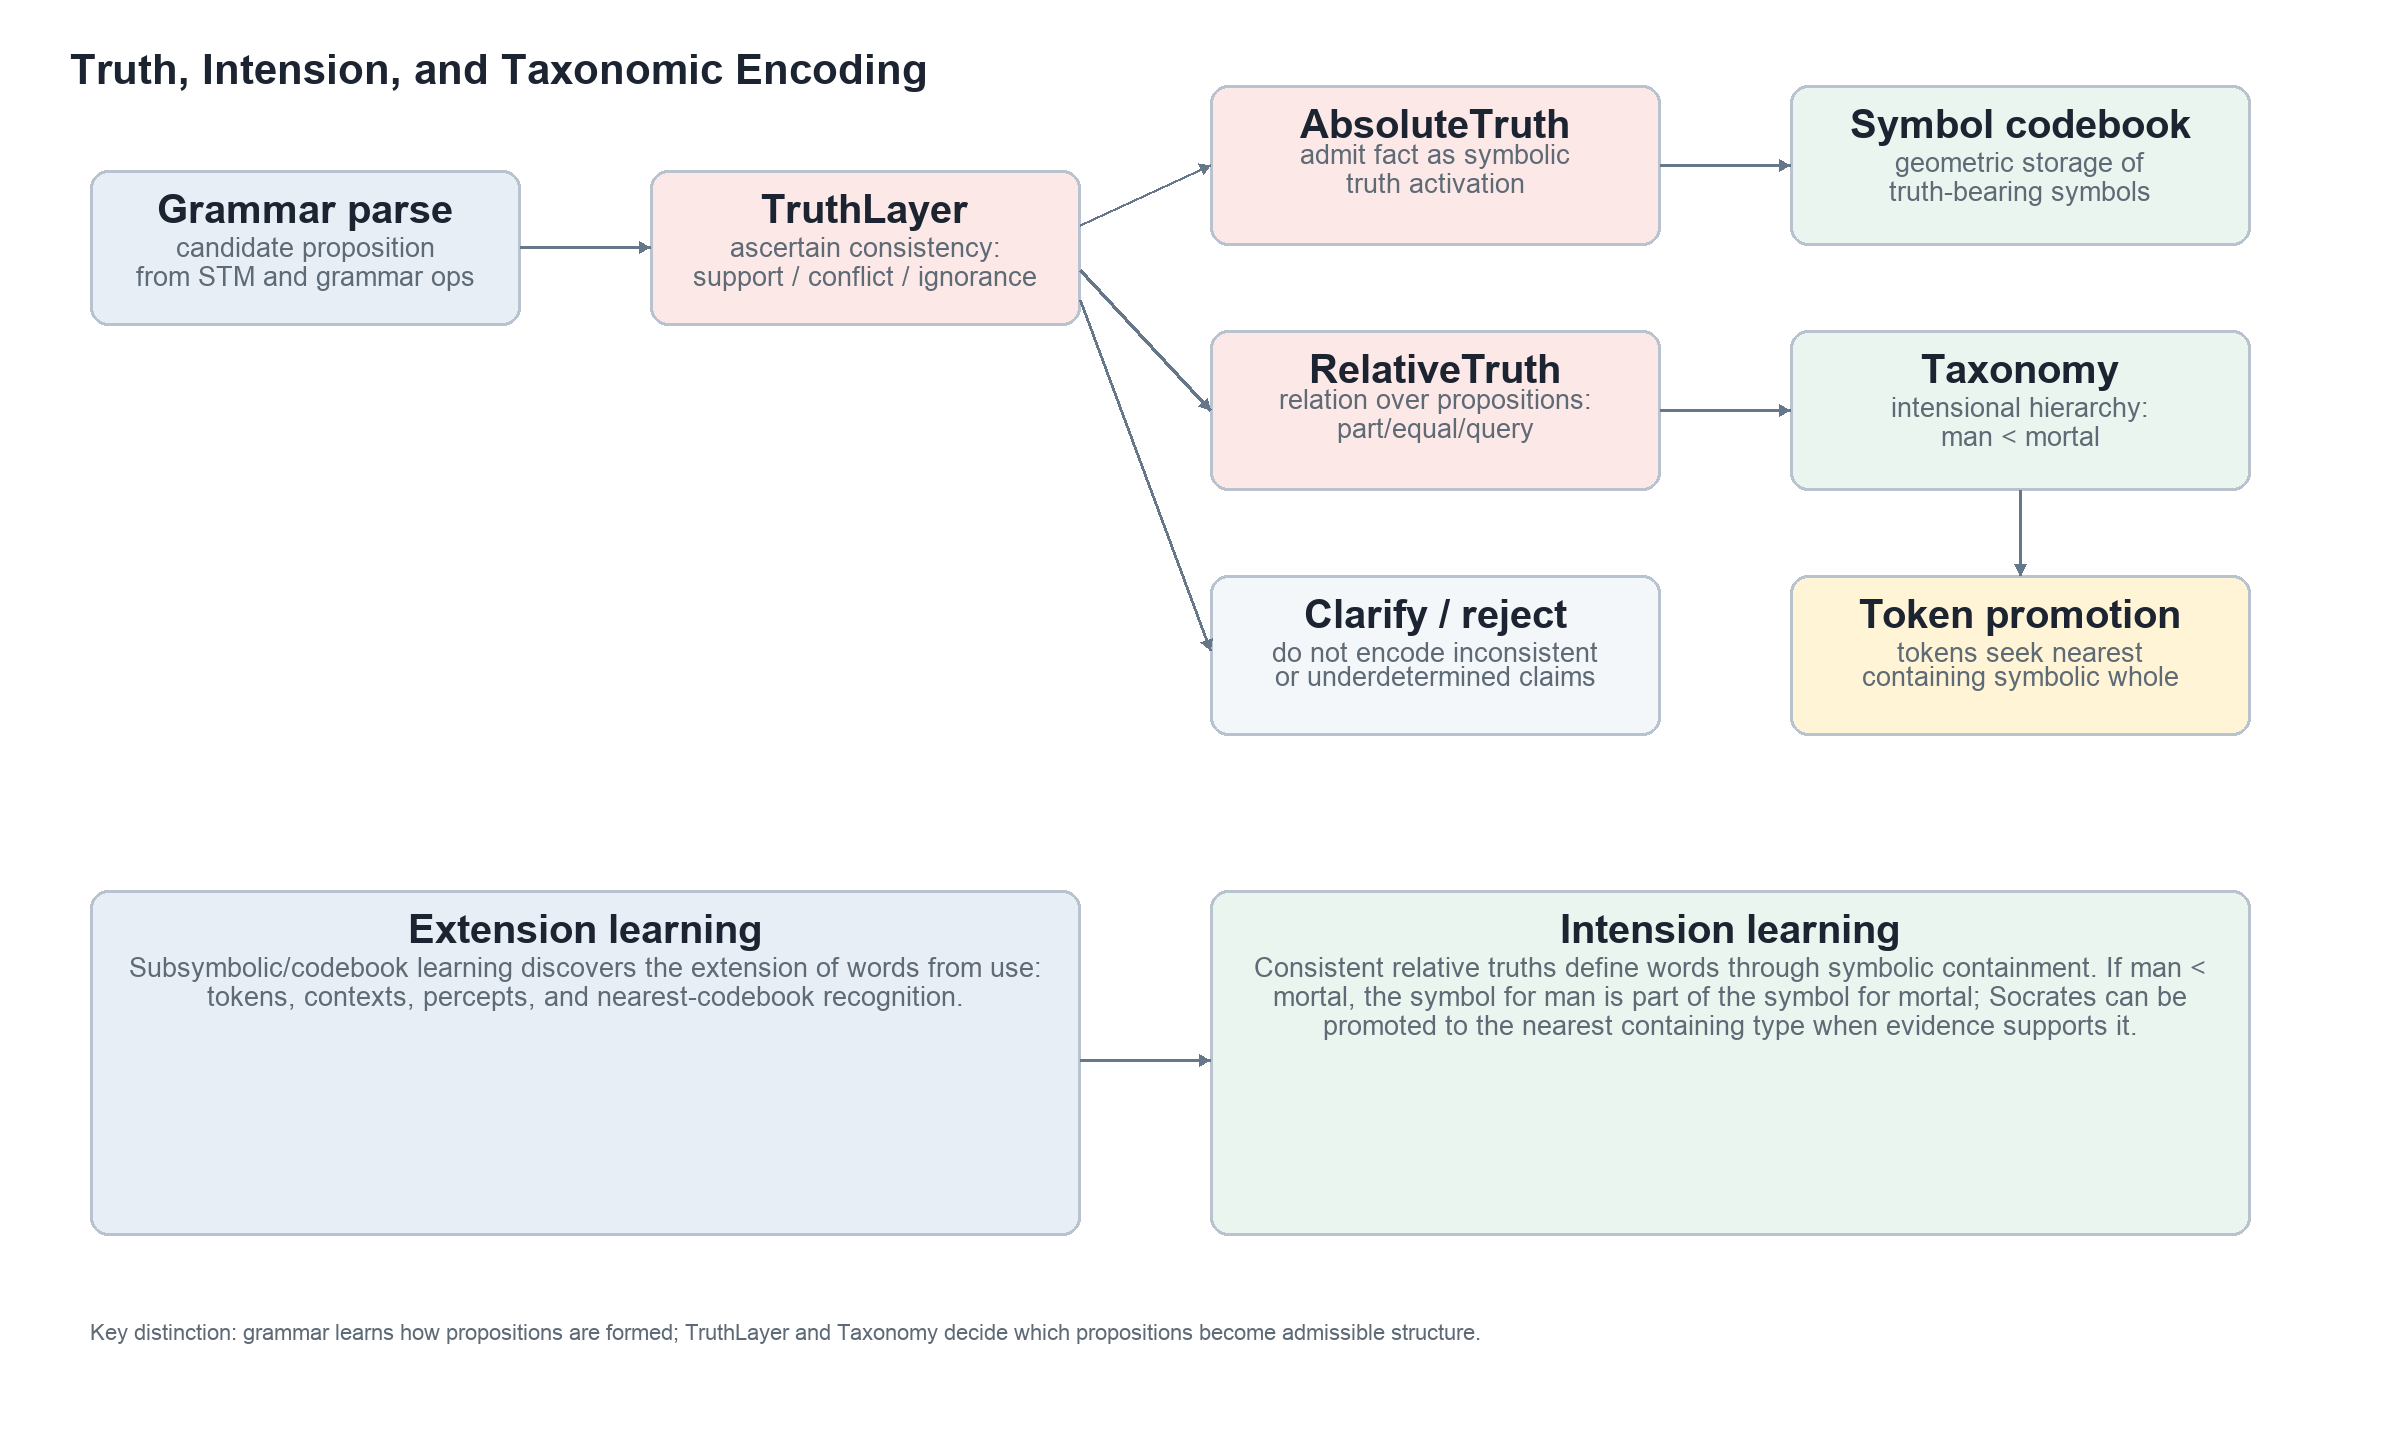 Truth, Intension, and Taxonomic Encoding
Grammar parse
candidate proposition
from STM and grammar ops
TruthLayer
ascertain consistency:
support / conflict / ignorance
AbsoluteTruth
admit fact as symbolic
truth activation
Symbol codebook
geometric storage of
truth-bearing symbols
RelativeTruth
relation over propositions:
part/equal/query
Taxonomy
intensional hierarchy:
man < mortal
Clarify / reject
do not encode inconsistent
or underdetermined claims
Token promotion
tokens seek nearest
containing symbolic whole
Extension learning
Subsymbolic/codebook learning discovers the extension of words from use:
tokens, contexts, percepts, and nearest-codebook recognition.
Intension learning
Consistent relative truths define words through symbolic containment. If man <
mortal, the symbol for man is part of the symbol for mortal; Socrates can be
promoted to the nearest containing type when evidence supports it.
Key distinction: grammar learns how propositions are formed; TruthLayer and Taxonomy decide which propositions become admissible structure.